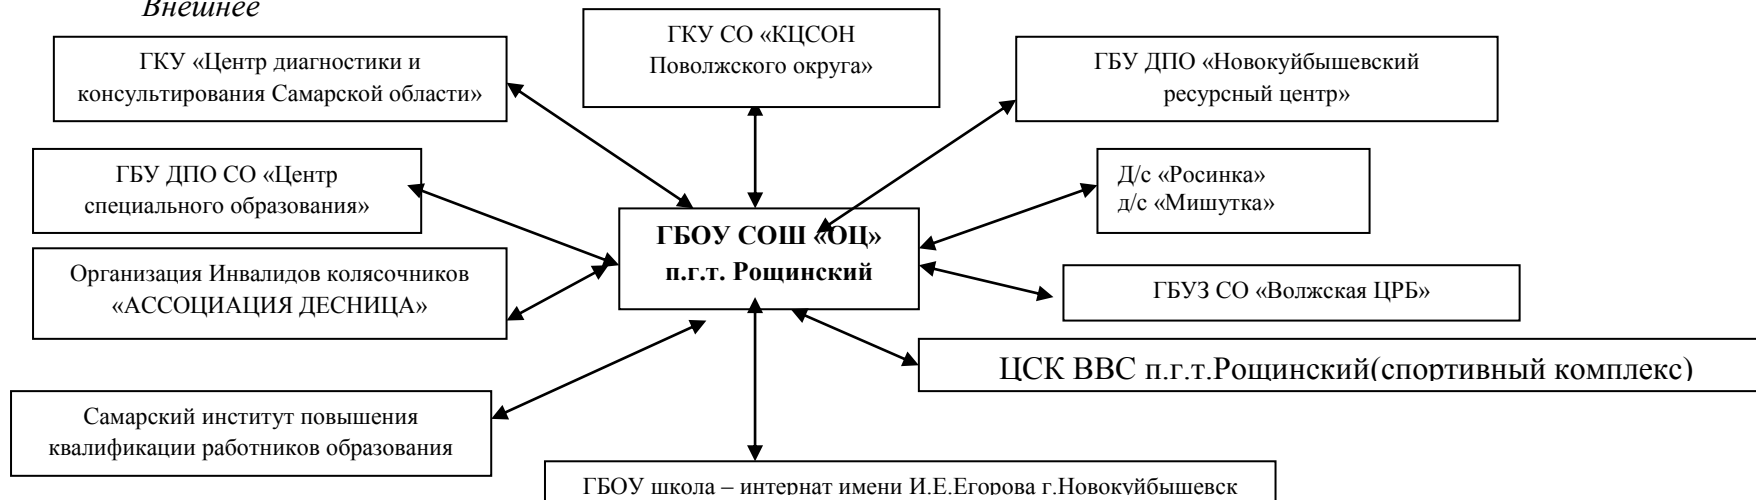 Внешнее
ГКУ СО «КЦСОН
Поволжского округа»
ГКУ «Центр диагностики и
консультирования Самарской области»
ГБУ ДПО «Новокуйбышевский
ресурсный центр»
ГБУ ДПО СО «Центр
специального образования»
Д/с «Росинка»
д/с «Мишутка»
ГБОУ СОШ «ОЦ»
п.г.т. Рощинский
Организация Инвалидов колясочников
«АССОЦИАЦИЯ ДЕСНИЦА»
ГБУЗ СО «Волжская ЦРБ»
ЦСК ВВС п.г.т.Рощинский(спортивный комплекс)
Самарский институт повышения
квалификации работников образования
ГБОУ школа – интернат имени И.Е.Егорова г.Новокуйбышевск